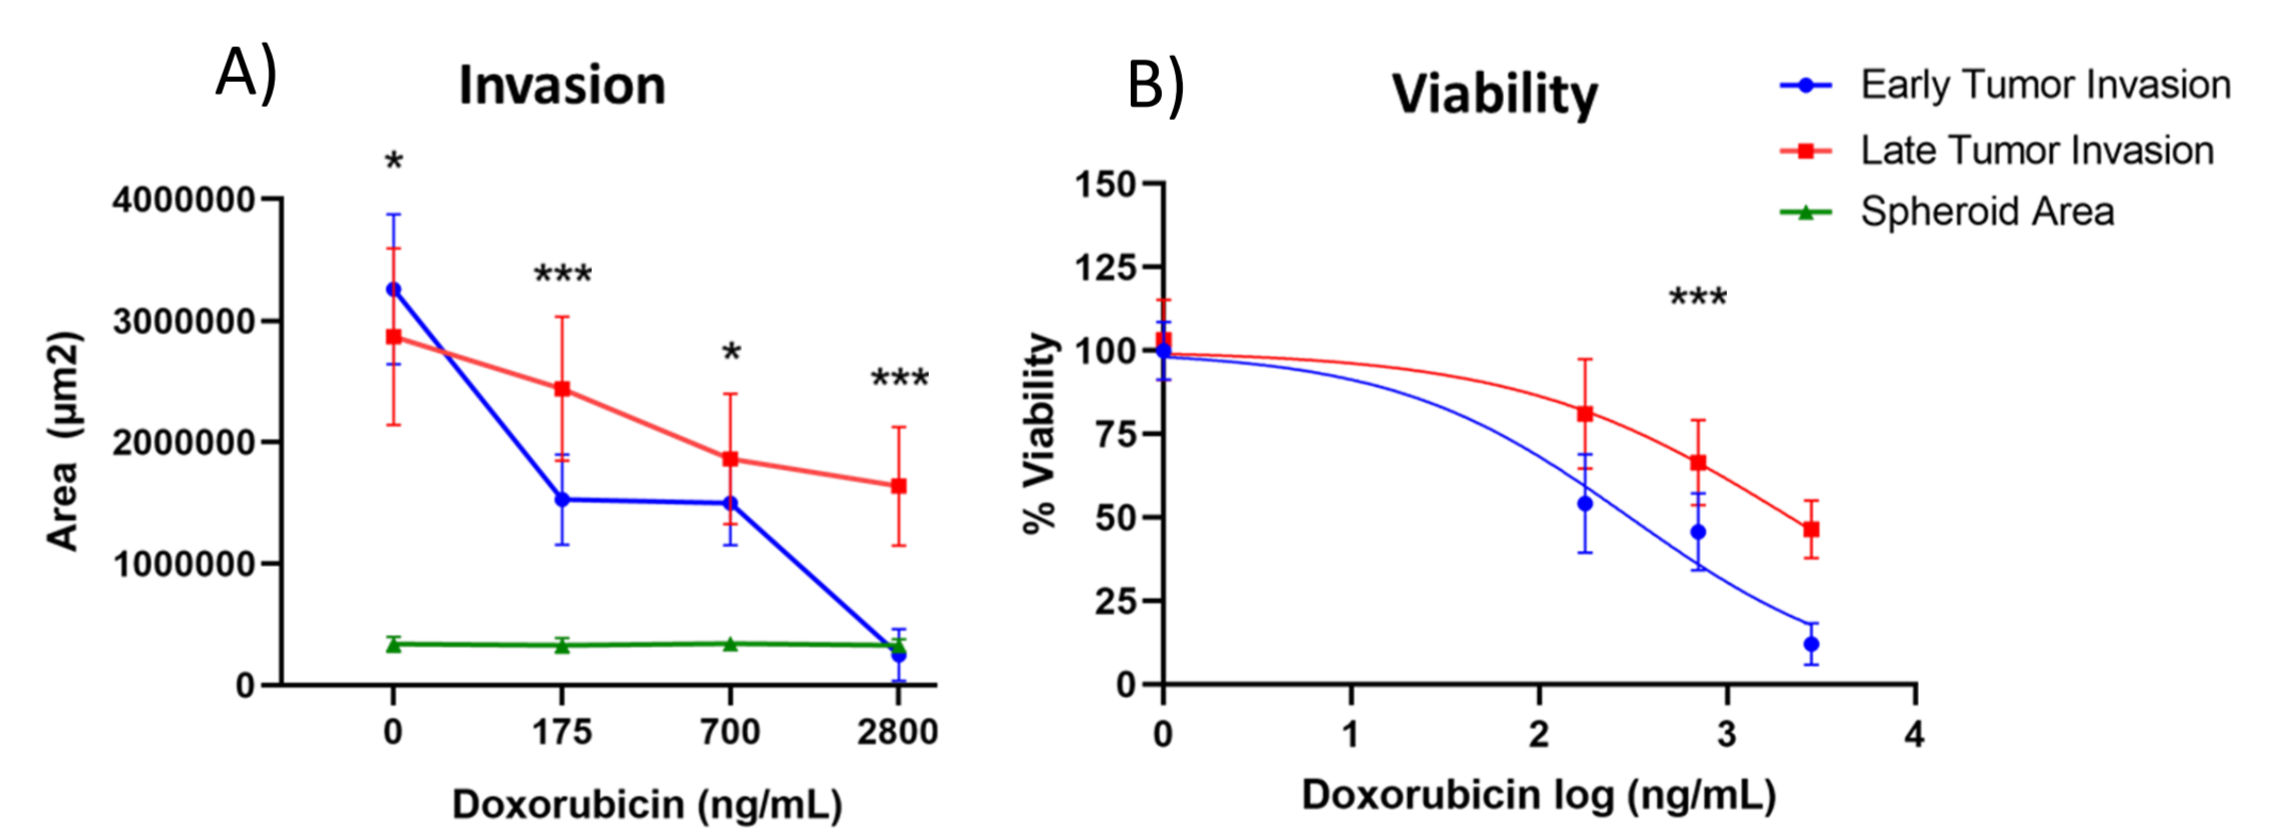 A)
Invasion
*
***
*
***
4000000
3000000
2000000
1000000
0
Area (µm2)
0 175 700 2800
Doxorubicin (ng/mL)
B)
Viability
***
150
125
100
75
50
25
0
% Viability
0 1 2 3 4
Doxorubicin log (ng/mL)
Early Tumor Invasion
Late Tumor Invasion
Spheroid Area